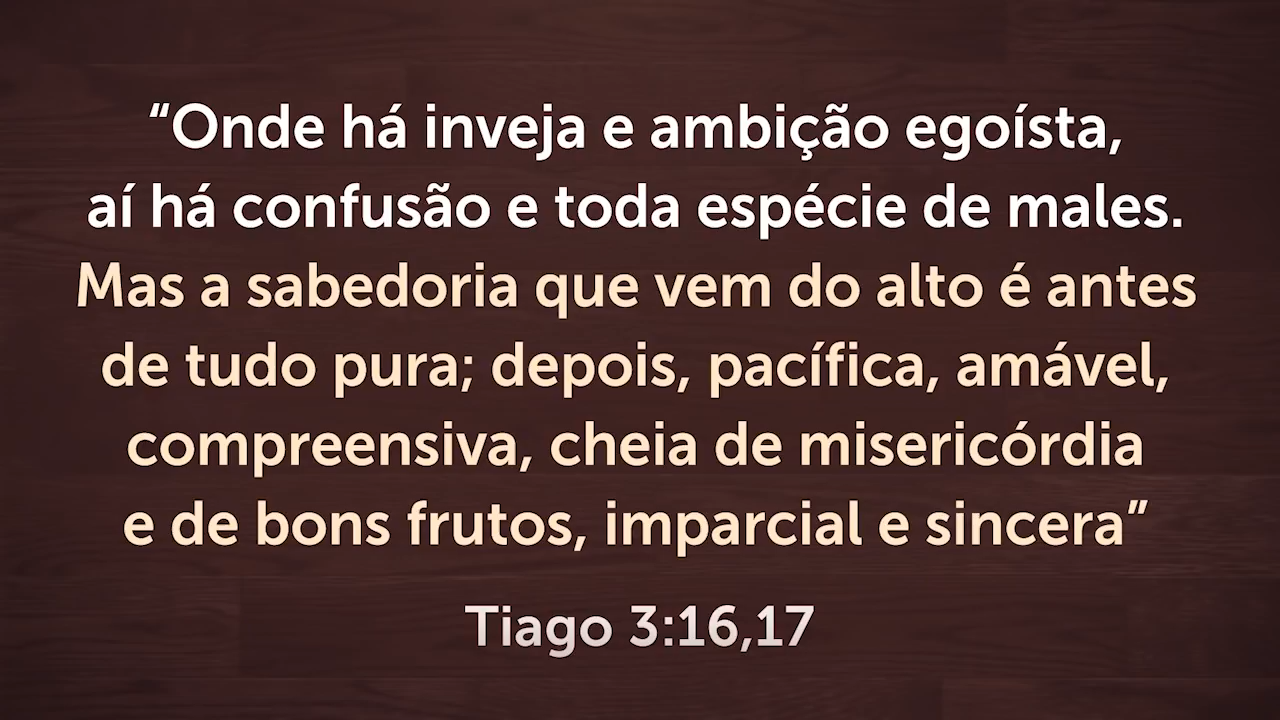 “Onde há inveja e ambição egoísta,
aí há confusão e toda espécie de males.
Mas a sabedoria que vem do alto é antes
de tudo pura; depois, pacífica, amável,
compreensiva, cheia de misericórdia
e de bons frutos, imparcial e sincera”
Tiago 3:16,17